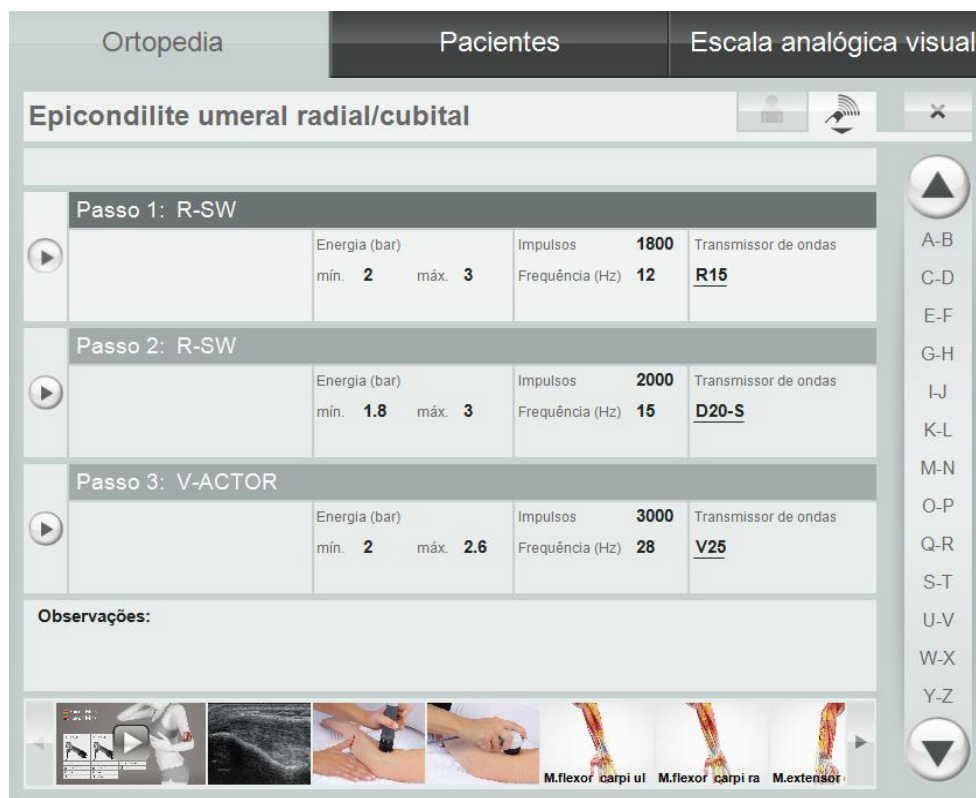 Ortopedia
Pacientes
Escala analógica visual
Epicondilite umeral radial/cubital
Passo 1: R-SW
Energia (bar) Impulsos 1800 Transmissor de ondas
mín. 2 máx. 3 Frequência (Hz) 12 R15
Passo 2: R-SW
Energia (bar) Impulsos 2000 Transmissor de ondas
mín. 1.8 máx. 3 Frequência (Hz) 15 D20-S
Passo 3: V-ACTOR
Energia (bar) Impulsos 3000 Transmissor de ondas
mín. 2 máx. 2.6 Frequência (Hz) 28 V25
Observações:
M.flexor carpi ul
M.flexor carpi ra
M.extensor
A-B
C-D
E-F
G-H
I-J
K-L
M-N
O-P
Q-R
S-T
U-V
W-X
Y-Z